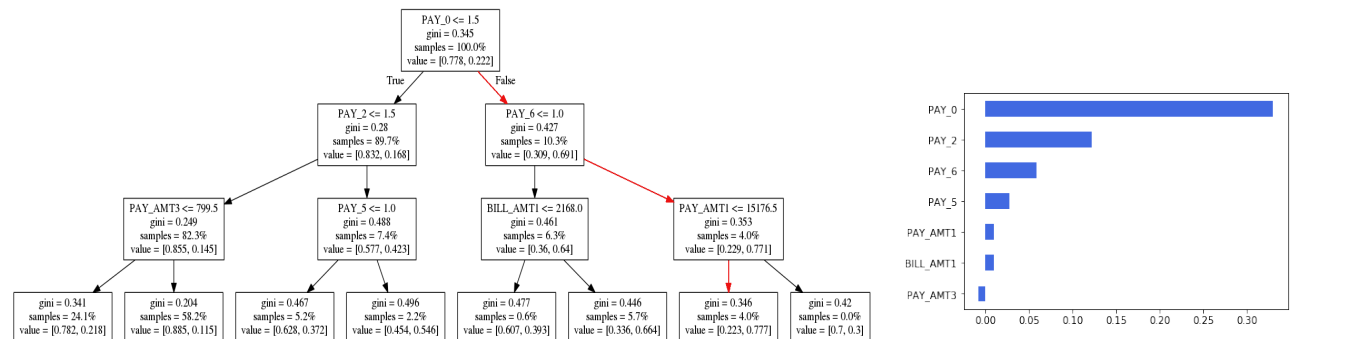 PAY_0 <= 1.5
gini = 0.345
samples = 100.0%
value = [0.778, 0.222]
True
False
PAY_2 <= 1.5
gini = 0.28
samples = 89.7%
value = [0.832, 0.168]
PAY_6 <= 1.0
gini = 0.427
samples = 10.3%
value = [0.309, 0.691]
PAY_AMT3 <= 799.5
gini = 0.249
samples = 82.3%
value = [0.855, 0.145]
PAY_5 <= 1.0
gini = 0.488
samples = 7.4%
value = [0.577, 0.423]
BILL_AMT1 <= 2168.0
gini = 0.461
samples = 6.3%
value = [0.36, 0.64]
PAY_AMT1 <= 15176.5
gini = 0.353
samples = 4.0%
value = [0.229, 0.771]
gini = 0.341
samples = 24.1%
value = [0.782, 0.218]
gini = 0.204
samples = 58.2%
value = [0.885, 0.115]
gini = 0.467
samples = 5.2%
value = [0.628, 0.372]
gini = 0.496
samples = 2.2%
value = [0.454, 0.546]
gini = 0.477
samples = 0.6%
value = [0.607, 0.393]
gini = 0.446
samples = 5.7%
value = [0.336, 0.664]
gini = 0.346
samples = 4.0%
value = [0.223, 0.777]
gini = 0.42
samples = 0.0%
value = [0.7, 0.3]
PAY_0
PAY_2
PAY_6
PAY_5
PAY_AMT1
BILL_AMT1
PAY_AMT3
0.00 0.05 0.10 0.15 0.20 0.25 0.30